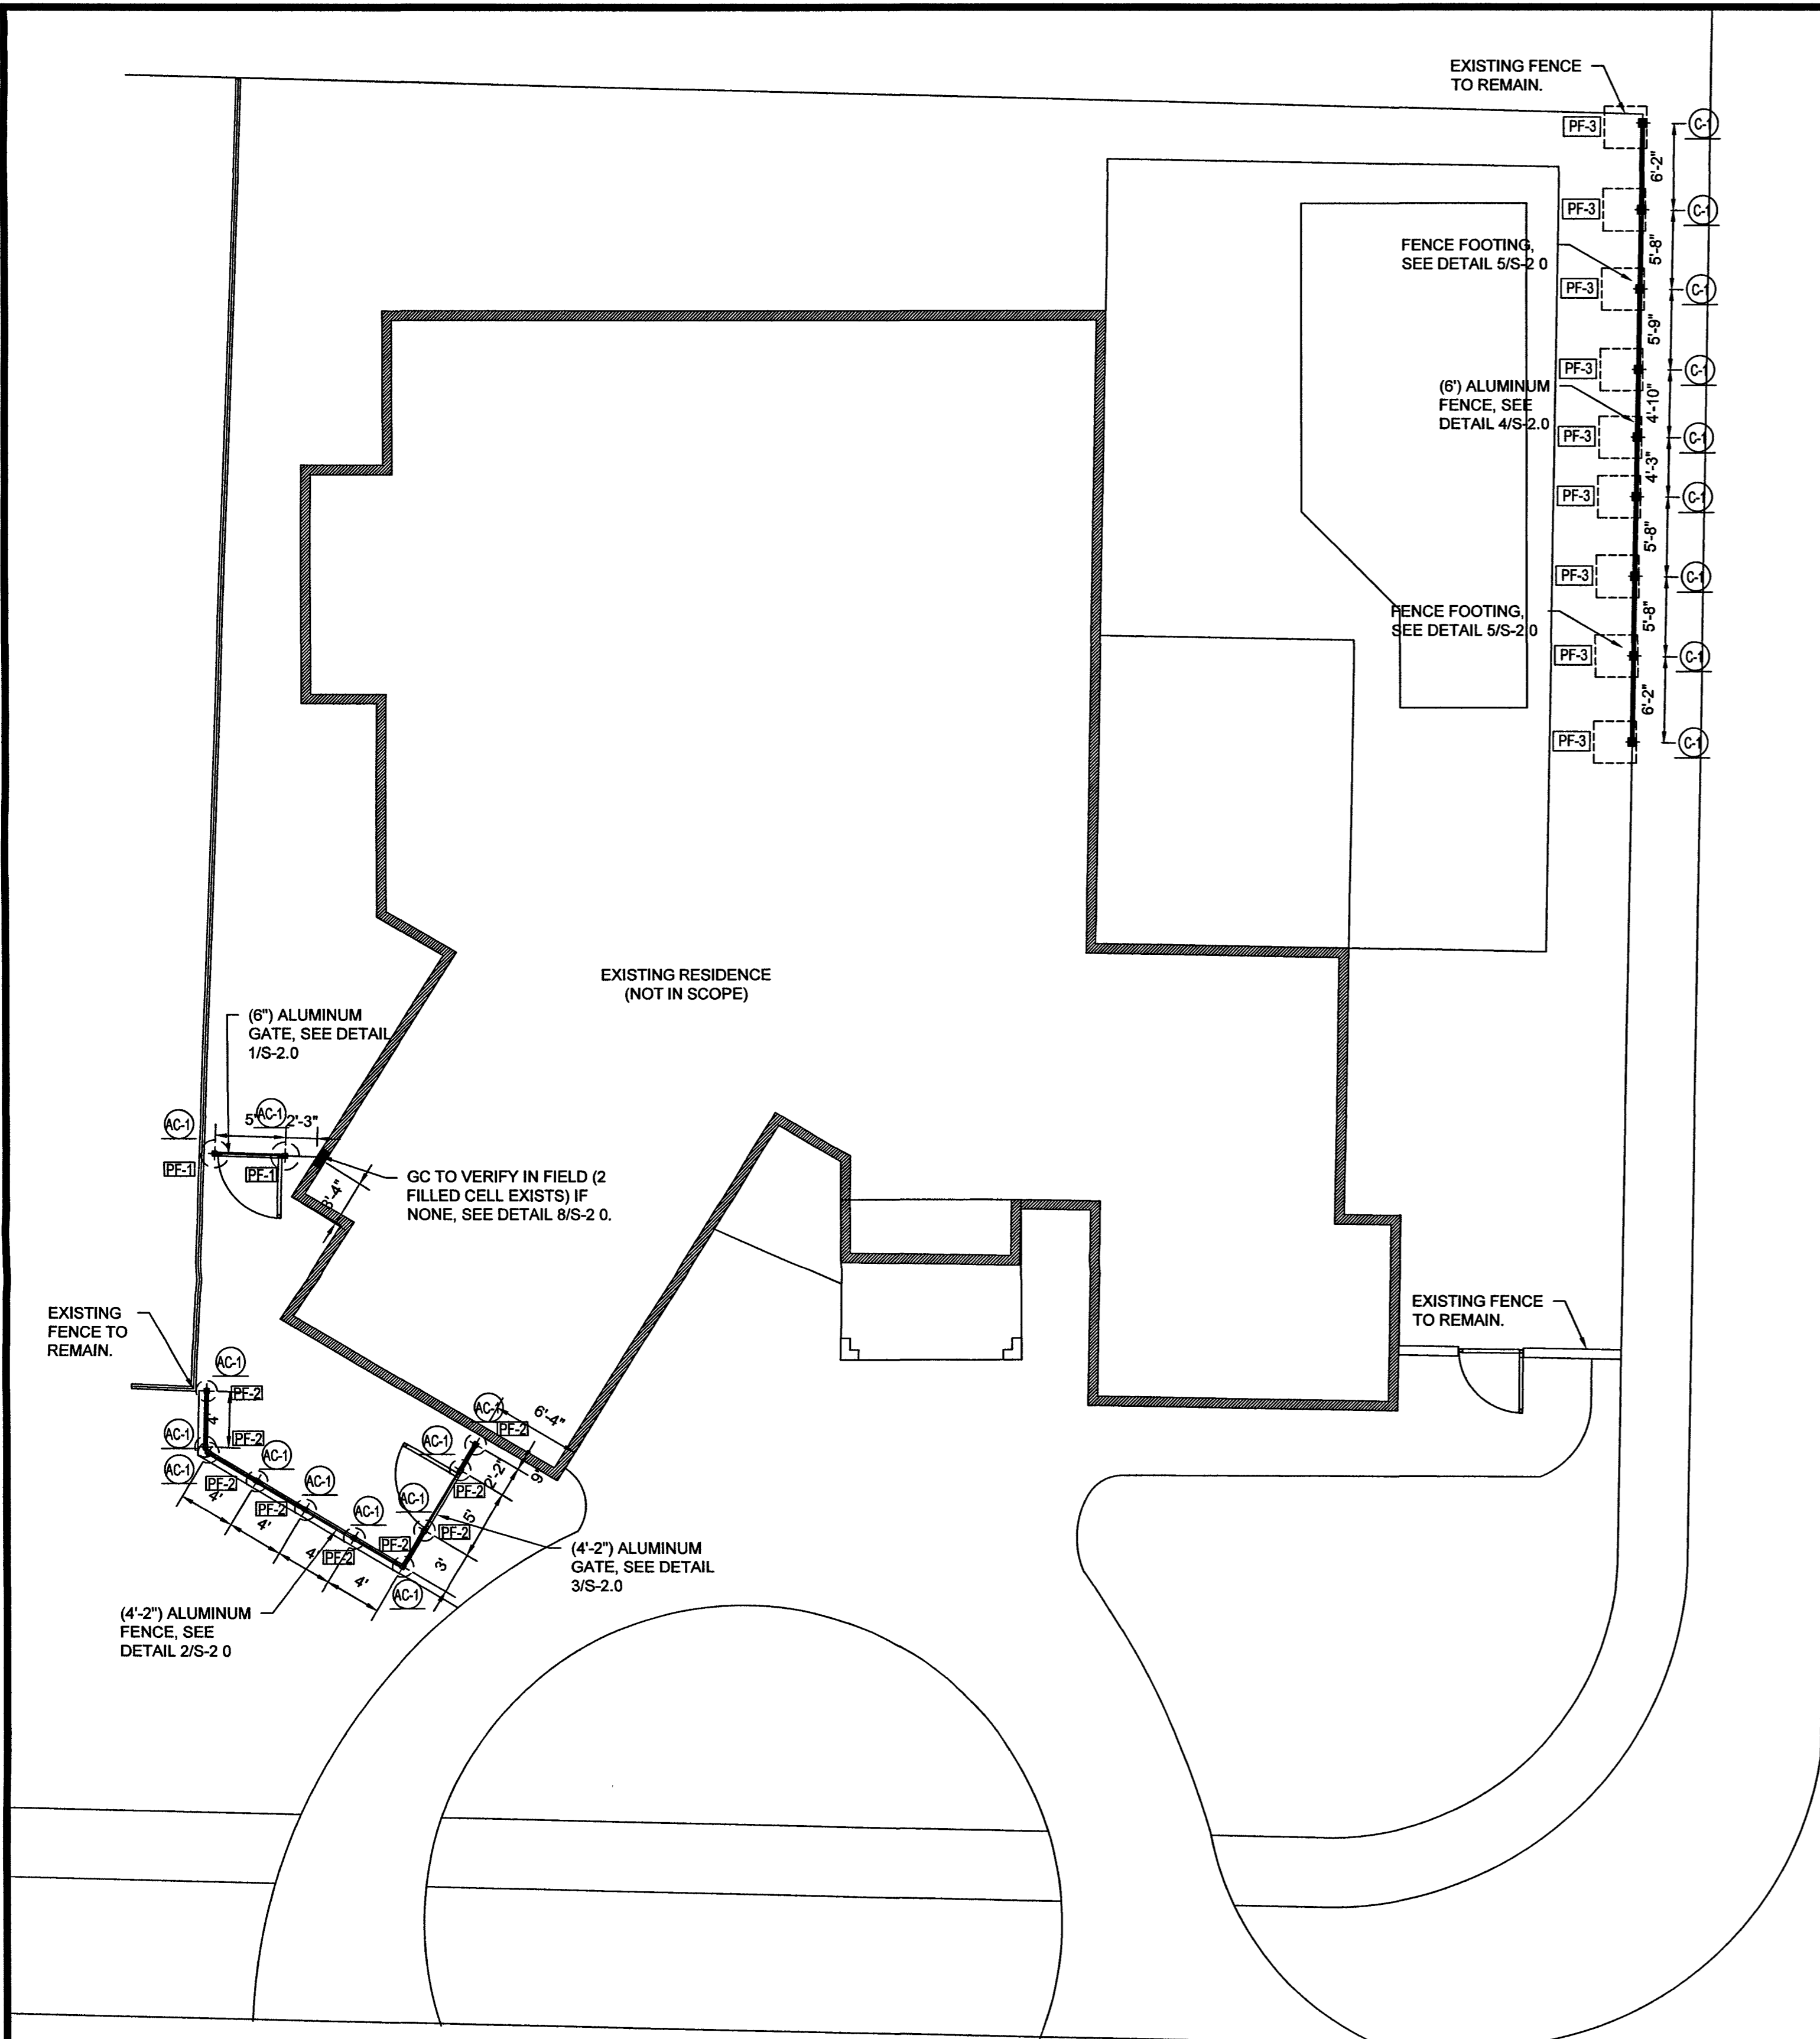 EXISTING FENCE
TO REMAIN.
PF-3
C-1
6'-2"
PF-3
C-1
FENCE FOOTING,
SEE DETAIL 5/S-2 0
5'-8"
PF-3
C-1
5'-9"
PF-3
C-1
(6') ALUMINUM
FENCE, SEE
DETAIL 4/S-2.0
4'-10"
PF-3
C-1
4'-3"
PF-3
C-1
5'-8"
PF-3
C-1
FENCE FOOTING,
SEE DETAIL 5/S-2 0
5'-8"
PF-3
C-1
6'-2"
PF-3
C-1
EXISTING RESIDENCE
(NOT IN SCOPE)
(6") ALUMINUM
GATE, SEE DETAIL
1/S-2.0
AC-1
5'
AC-1
2'-3"
PF-1
PF-1
GC TO VERIFY IN FIELD (2
FILLED CELL EXISTS) IF
NONE, SEE DETAIL 8/S-2 0.
3'-4"
EXISTING
FENCE TO
REMAIN.
EXISTING FENCE
TO REMAIN.
AC-1
PF-2
4'
AC-1
PF-2
AC-1
AC-1
PF-2
4'
AC-1
PF-2
4'
AC-1
PF-2
4'
PF-2
4'
AC-1
AC-1
PF-2
6'-4"
9"
AC-1
PF-2
2'-2"
AC-1
PF-2
5'
3'
(4'-2") ALUMINUM
GATE, SEE DETAIL
3/S-2.0
(4'-2") ALUMINUM
FENCE, SEE
DETAIL 2/S-2 0